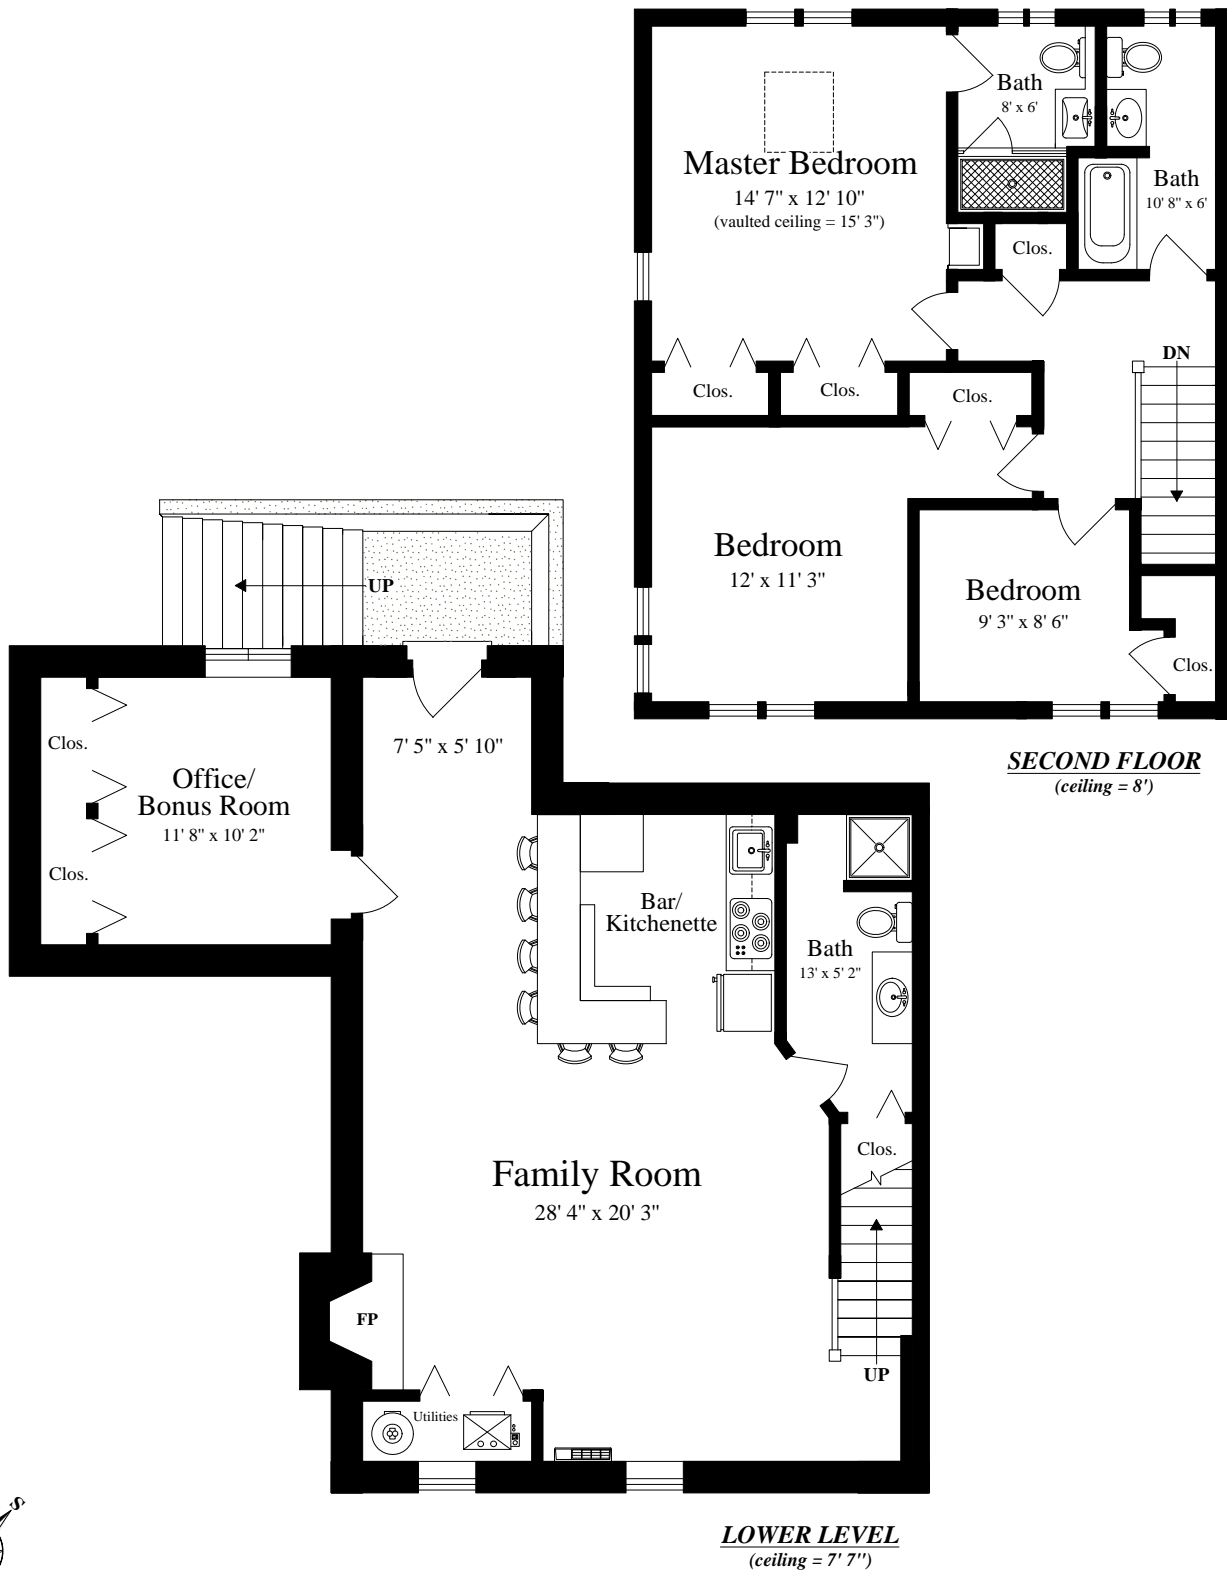 Master Bedroom
14' 7" x 12' 10"
(vaulted ceiling = 15' 3")
Bath
8' x 6'
Bath
10' 8" x 6'
Clos.
Clos.
Clos.
Clos.
DN
Bedroom
12' x 11' 3"
Bedroom
9' 3" x 8' 6"
Clos.
SECOND FLOOR
(ceiling = 8')
UP
7' 5" x 5' 10"
Clos.
Office/
Bonus Room
11' 8" x 10' 2"
Clos.
Bar/
Kitchenette
Bath
13' x 5' 2"
Clos.
Family Room
28' 4" x 20' 3"
FP
UP
Utilities
S
LOWER LEVEL
(ceiling = 7' 7")